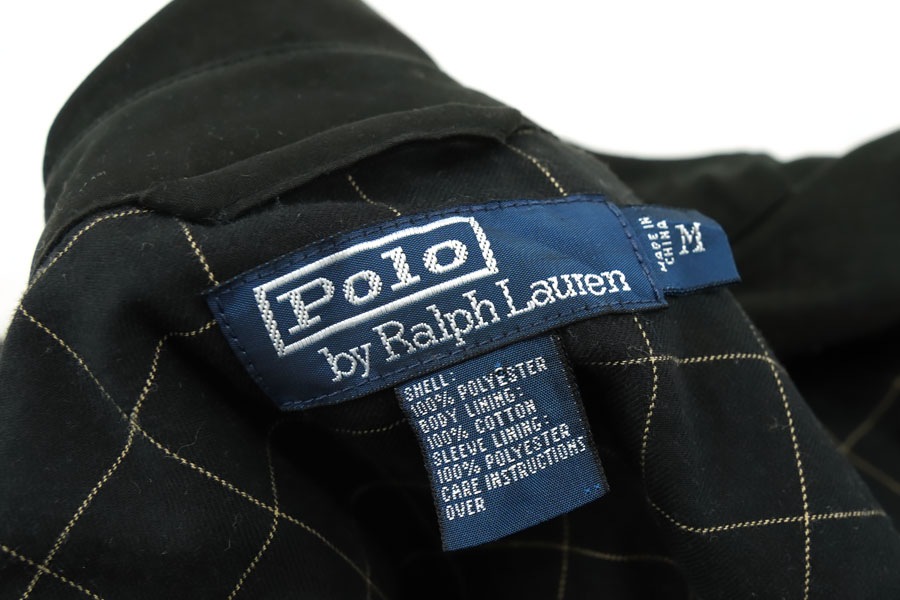 Polo
by Ralph Lauren
MADE IN
CHINA
M
SHELL:
100% POLYESTER
BODY LINING:
100% COTTON
SLEEVE LINING:
100% POLYESTER
CARE INSTRUCTIONS
OVER